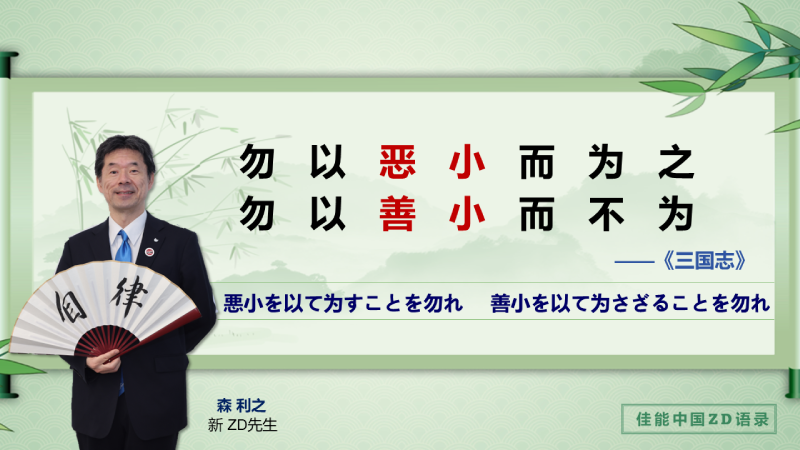 勿以恶小而为之
勿以善小而不为
——《三国志》
悪小を以て为すことを勿れ 善小を以て为さざることを勿れ
自律
森 利之
新 ZD先生
佳能中国ZD语录